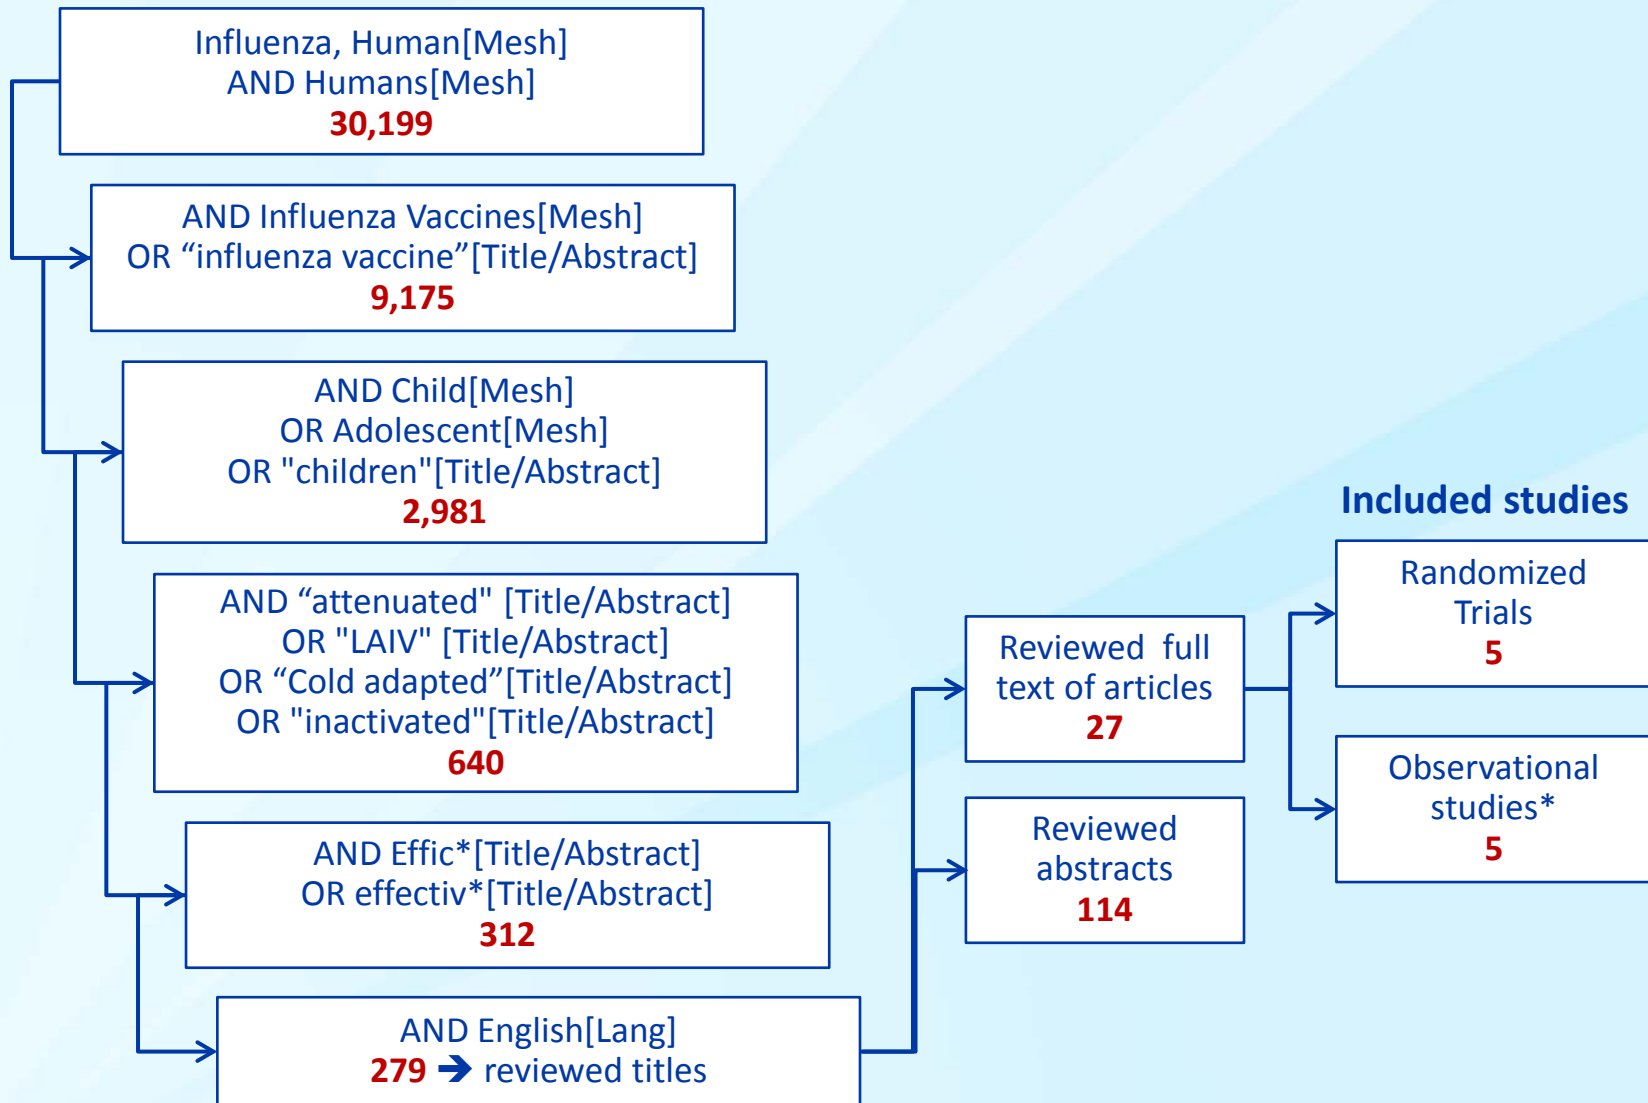 Influenza, Human[Mesh]
AND Humans[Mesh]
30,199
AND Influenza Vaccines[Mesh]
OR “influenza vaccine”[Title/Abstract]
9,175
AND Child[Mesh]
OR Adolescent[Mesh]
OR "children"[Title/Abstract]
2,981
AND “attenuated" [Title/Abstract]
OR "LAIV" [Title/Abstract]
OR “Cold adapted”[Title/Abstract]
OR "inactivated"[Title/Abstract]
640
AND Effic*[Title/Abstract]
OR effectiv*[Title/Abstract]
312
AND English[Lang]
279 ➔ reviewed titles
Reviewed full
text of articles
27
Reviewed
abstracts
114
Included studies
Randomized
Trials
5
Observational
studies*
5